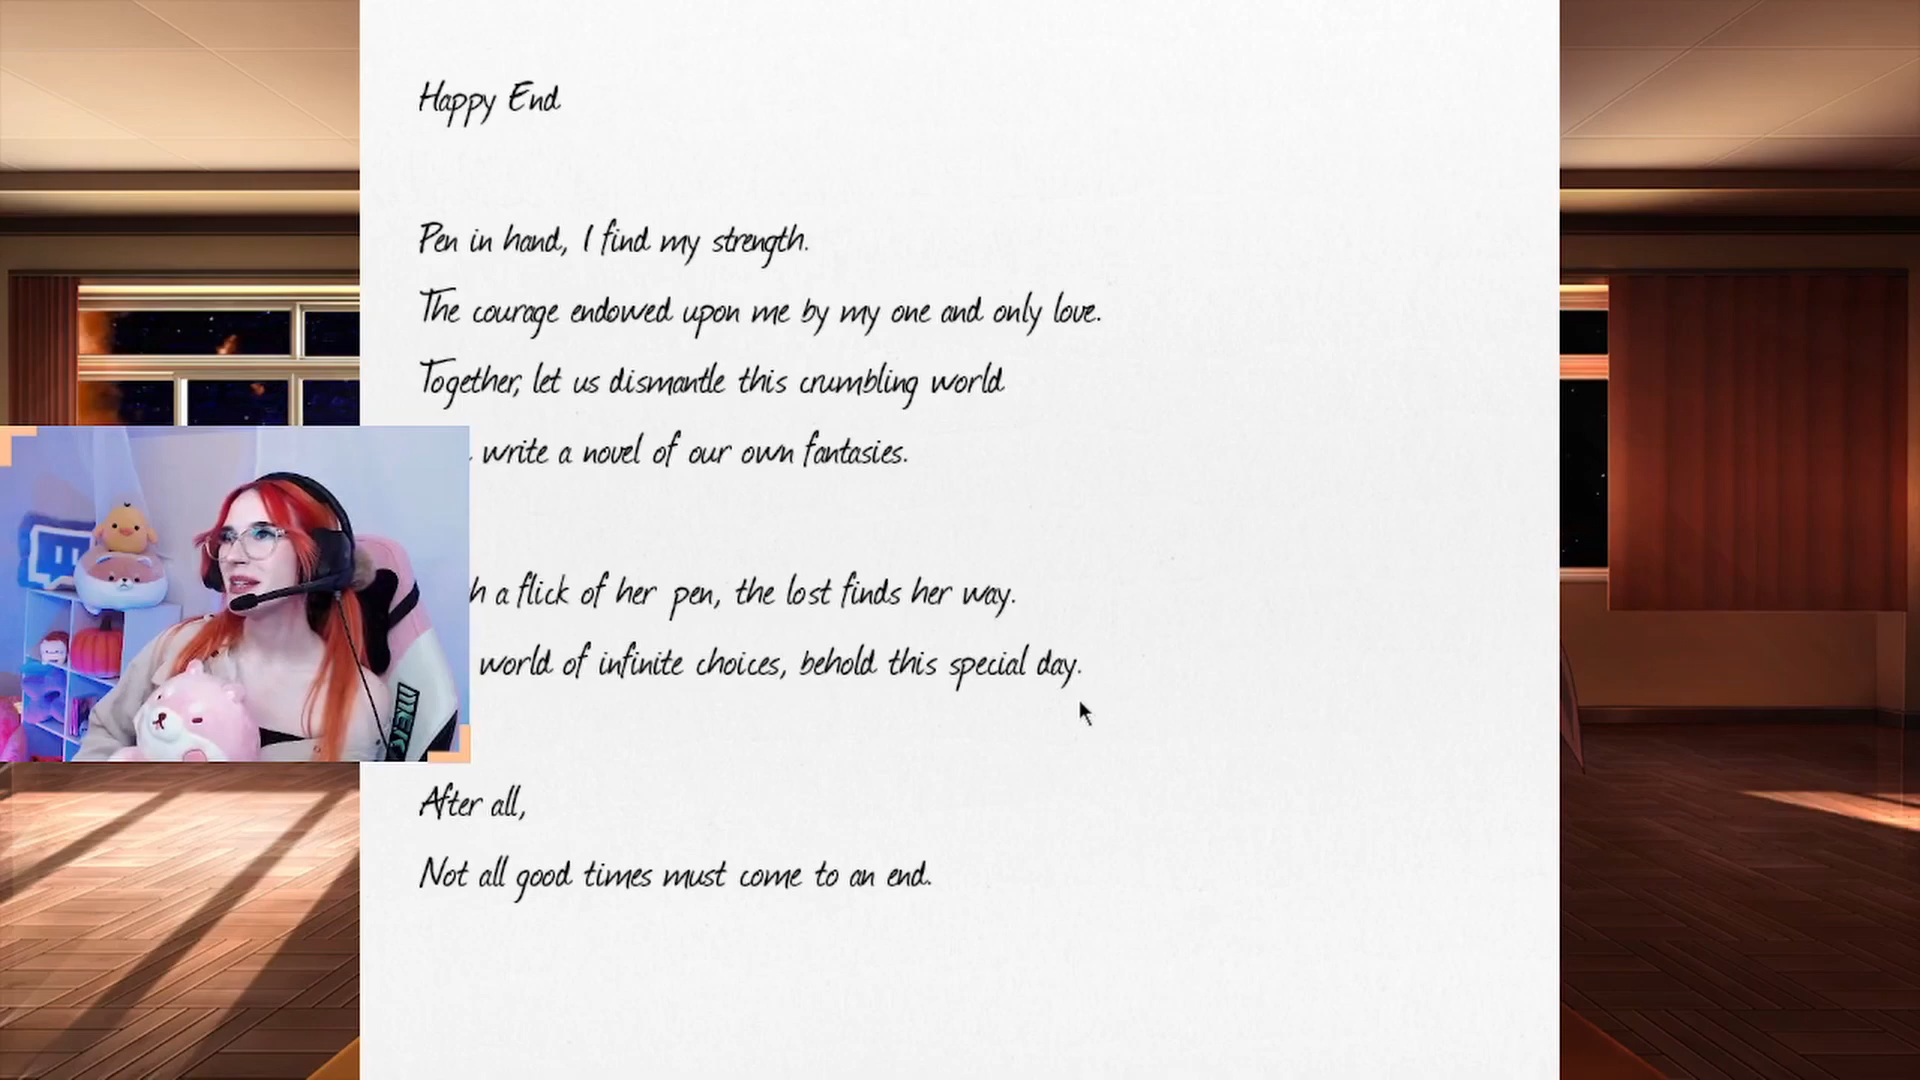 Happy End
Pen in hand, I find my strength.
The courage endowed upon me by my one and only love.
Together, let us dismantle this crumbling world
write a novel of our own fantasies.
h a flick of her pen, the lost finds her way.
world of infinite choices, behold this special day.
After all,
Not all good times must come to an end.